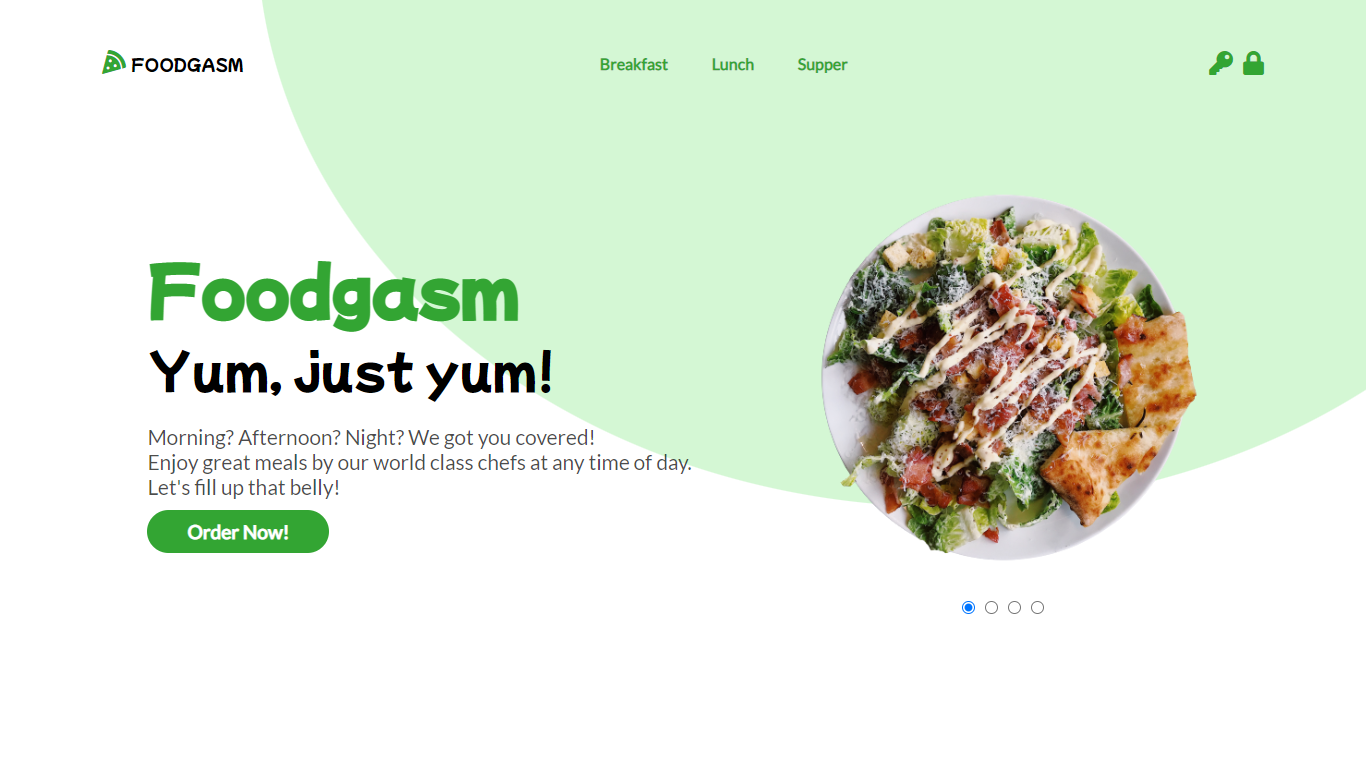 FOODGASM
Breakfast Lunch Supper
Foodgasm
Yum, just yum!
Morning? Afternoon? Night? We got you covered!
Enjoy great meals by our world class chefs at any time of day.
Let's fill up that belly!
Order Now!